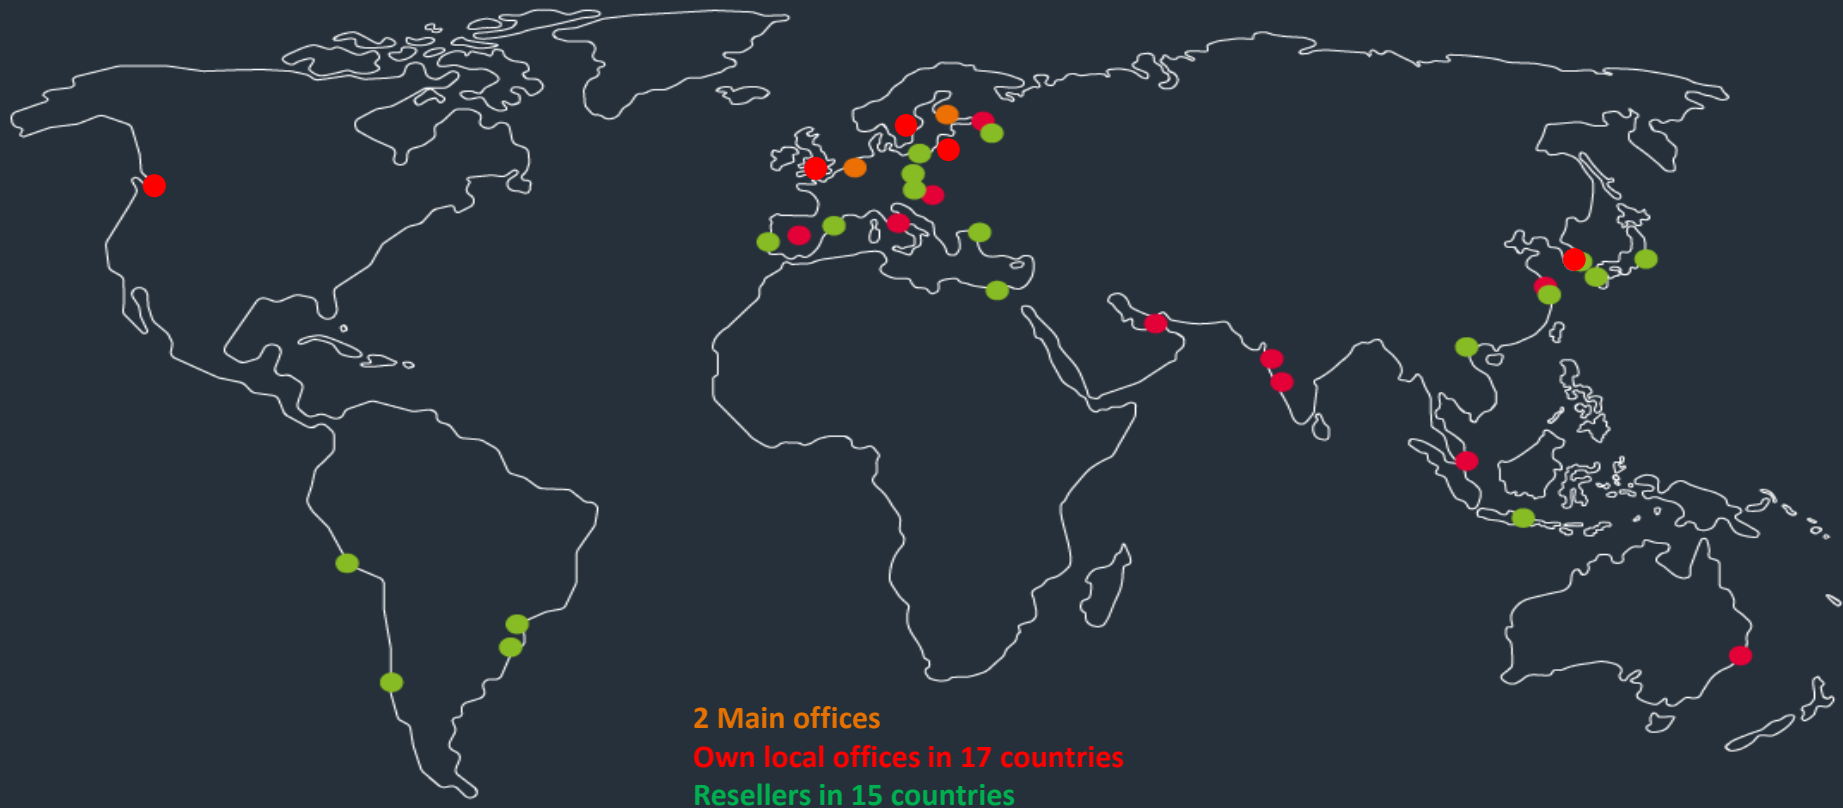 2 Main offices
Own local offices in 17 countries
Resellers in 15 countries